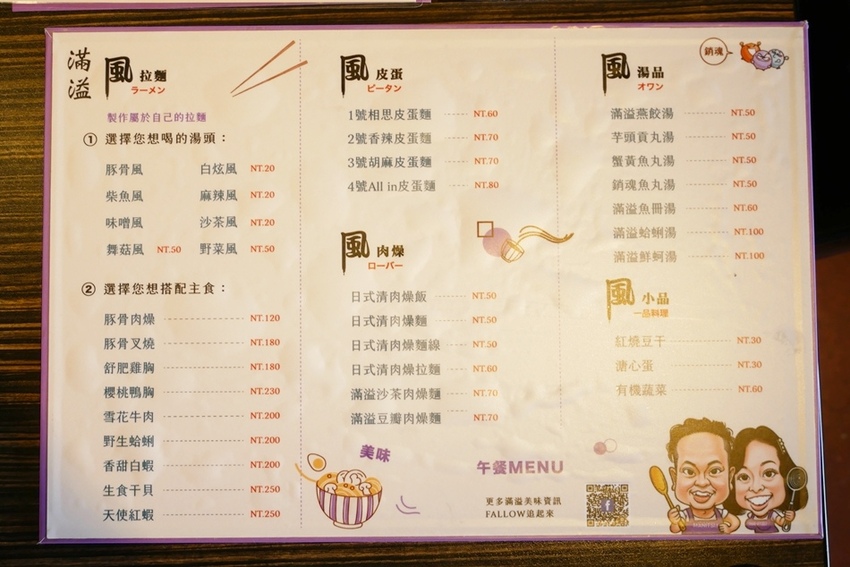 滿溢
風 拉麵
ラーメン
製作屬於自己的拉麵
① 選擇您想喝的湯頭：
豚骨風 白炫風 NT.20
柴魚風 麻辣風 NT.20
味噌風 沙茶風 NT.20
舞菇風 NT.50 野菜風 NT.50
② 選擇您想搭配主食：
豚骨肉燥 NT.120
豚骨叉燒 NT.180
舒肥雞胸 NT.180
櫻桃鴨胸 NT.230
雪花牛肉 NT.200
野生蛤蜊 NT.200
香甜白蝦 NT.200
生食干貝 NT.250
天使紅蝦 NT.250
風 皮蛋
ピータン
1號相思皮蛋麵 NT.60
2號香辣皮蛋麵 NT.70
3號胡麻皮蛋麵 NT.70
4號All in皮蛋麵 NT.80
風 肉燥
ローバー
日式清肉燥飯 NT.50
日式清肉燥麵 NT.50
日式清肉燥麵線 NT.50
日式清肉燥拉麵 NT.60
滿溢沙茶肉燥麵 NT.70
滿溢豆瓣肉燥麵 NT.70
美味
午餐MENU
更多滿溢美味資訊
FALLOW追起來
銷魂
風 湯品
オワン
滿溢燕餃湯 NT.50
芋頭貢丸湯 NT.50
蟹黃魚丸湯 NT.50
銷魂魚丸湯 NT.50
滿溢魚冊湯 NT.60
滿溢蛤蜊湯 NT.100
滿溢鮮蚵湯 NT.100
風 小品
一品料理
紅燒豆干 NT.30
溏心蛋 NT.30
有機蔬菜 NT.60